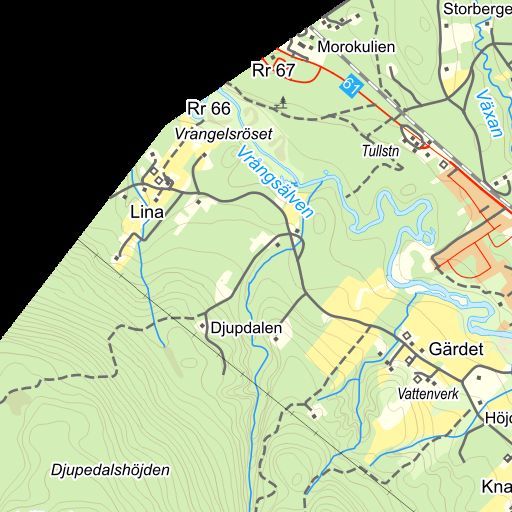 Storberge
Morokulien
Rr 67
61
Rr 66
Växan
Vrangelsröset
Tullstn
Vrångsälven
Lina
Djupdalen
Gärdet
Vattenverk
Höjd
Djupedalshöjden
Kna